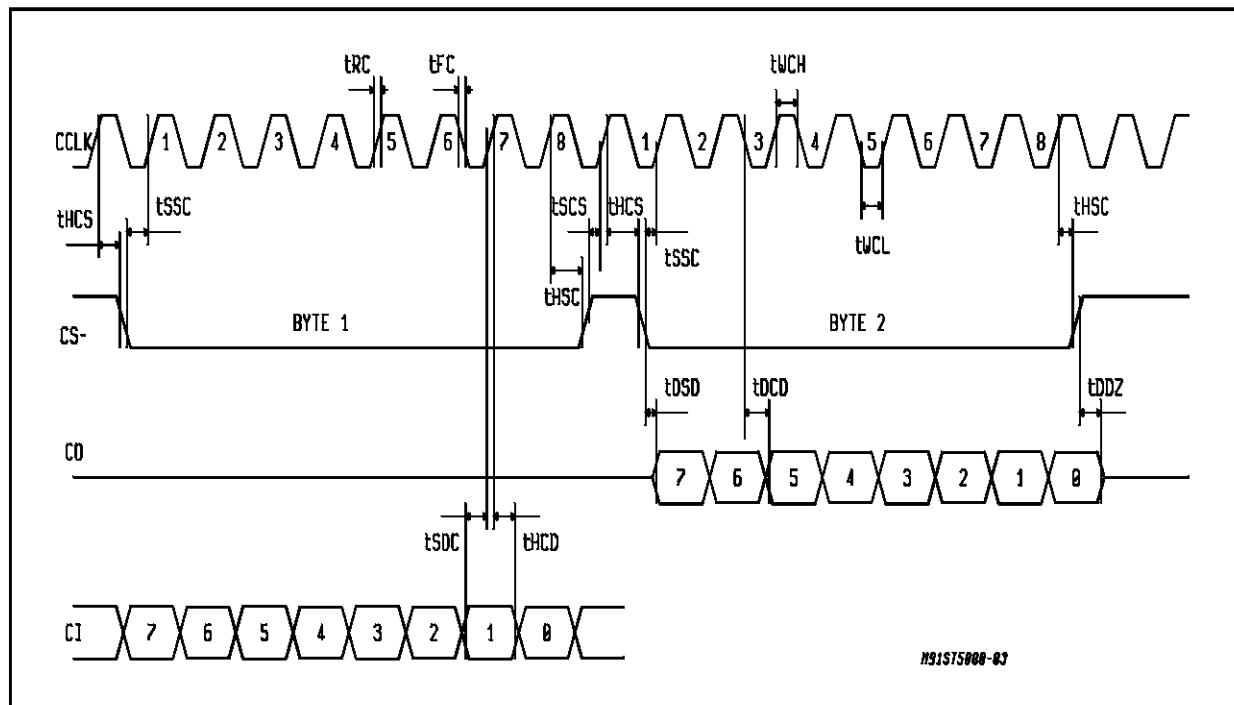 tRC tFC tWCH
CCLK 1 2 3 4 5 6 7 8 1 2 3 4 5 6 7 8
tHCS tSSC tSCS tHCS tSSC tWCL tHSC
tHSC
CS- BYTE 1 BYTE 2
tDSD tDCD tDDZ
CO
7 6 5 4 3 2 1 0
tSDC tHCD
CI 7 6 5 4 3 2 1 0
M91ST5080-03